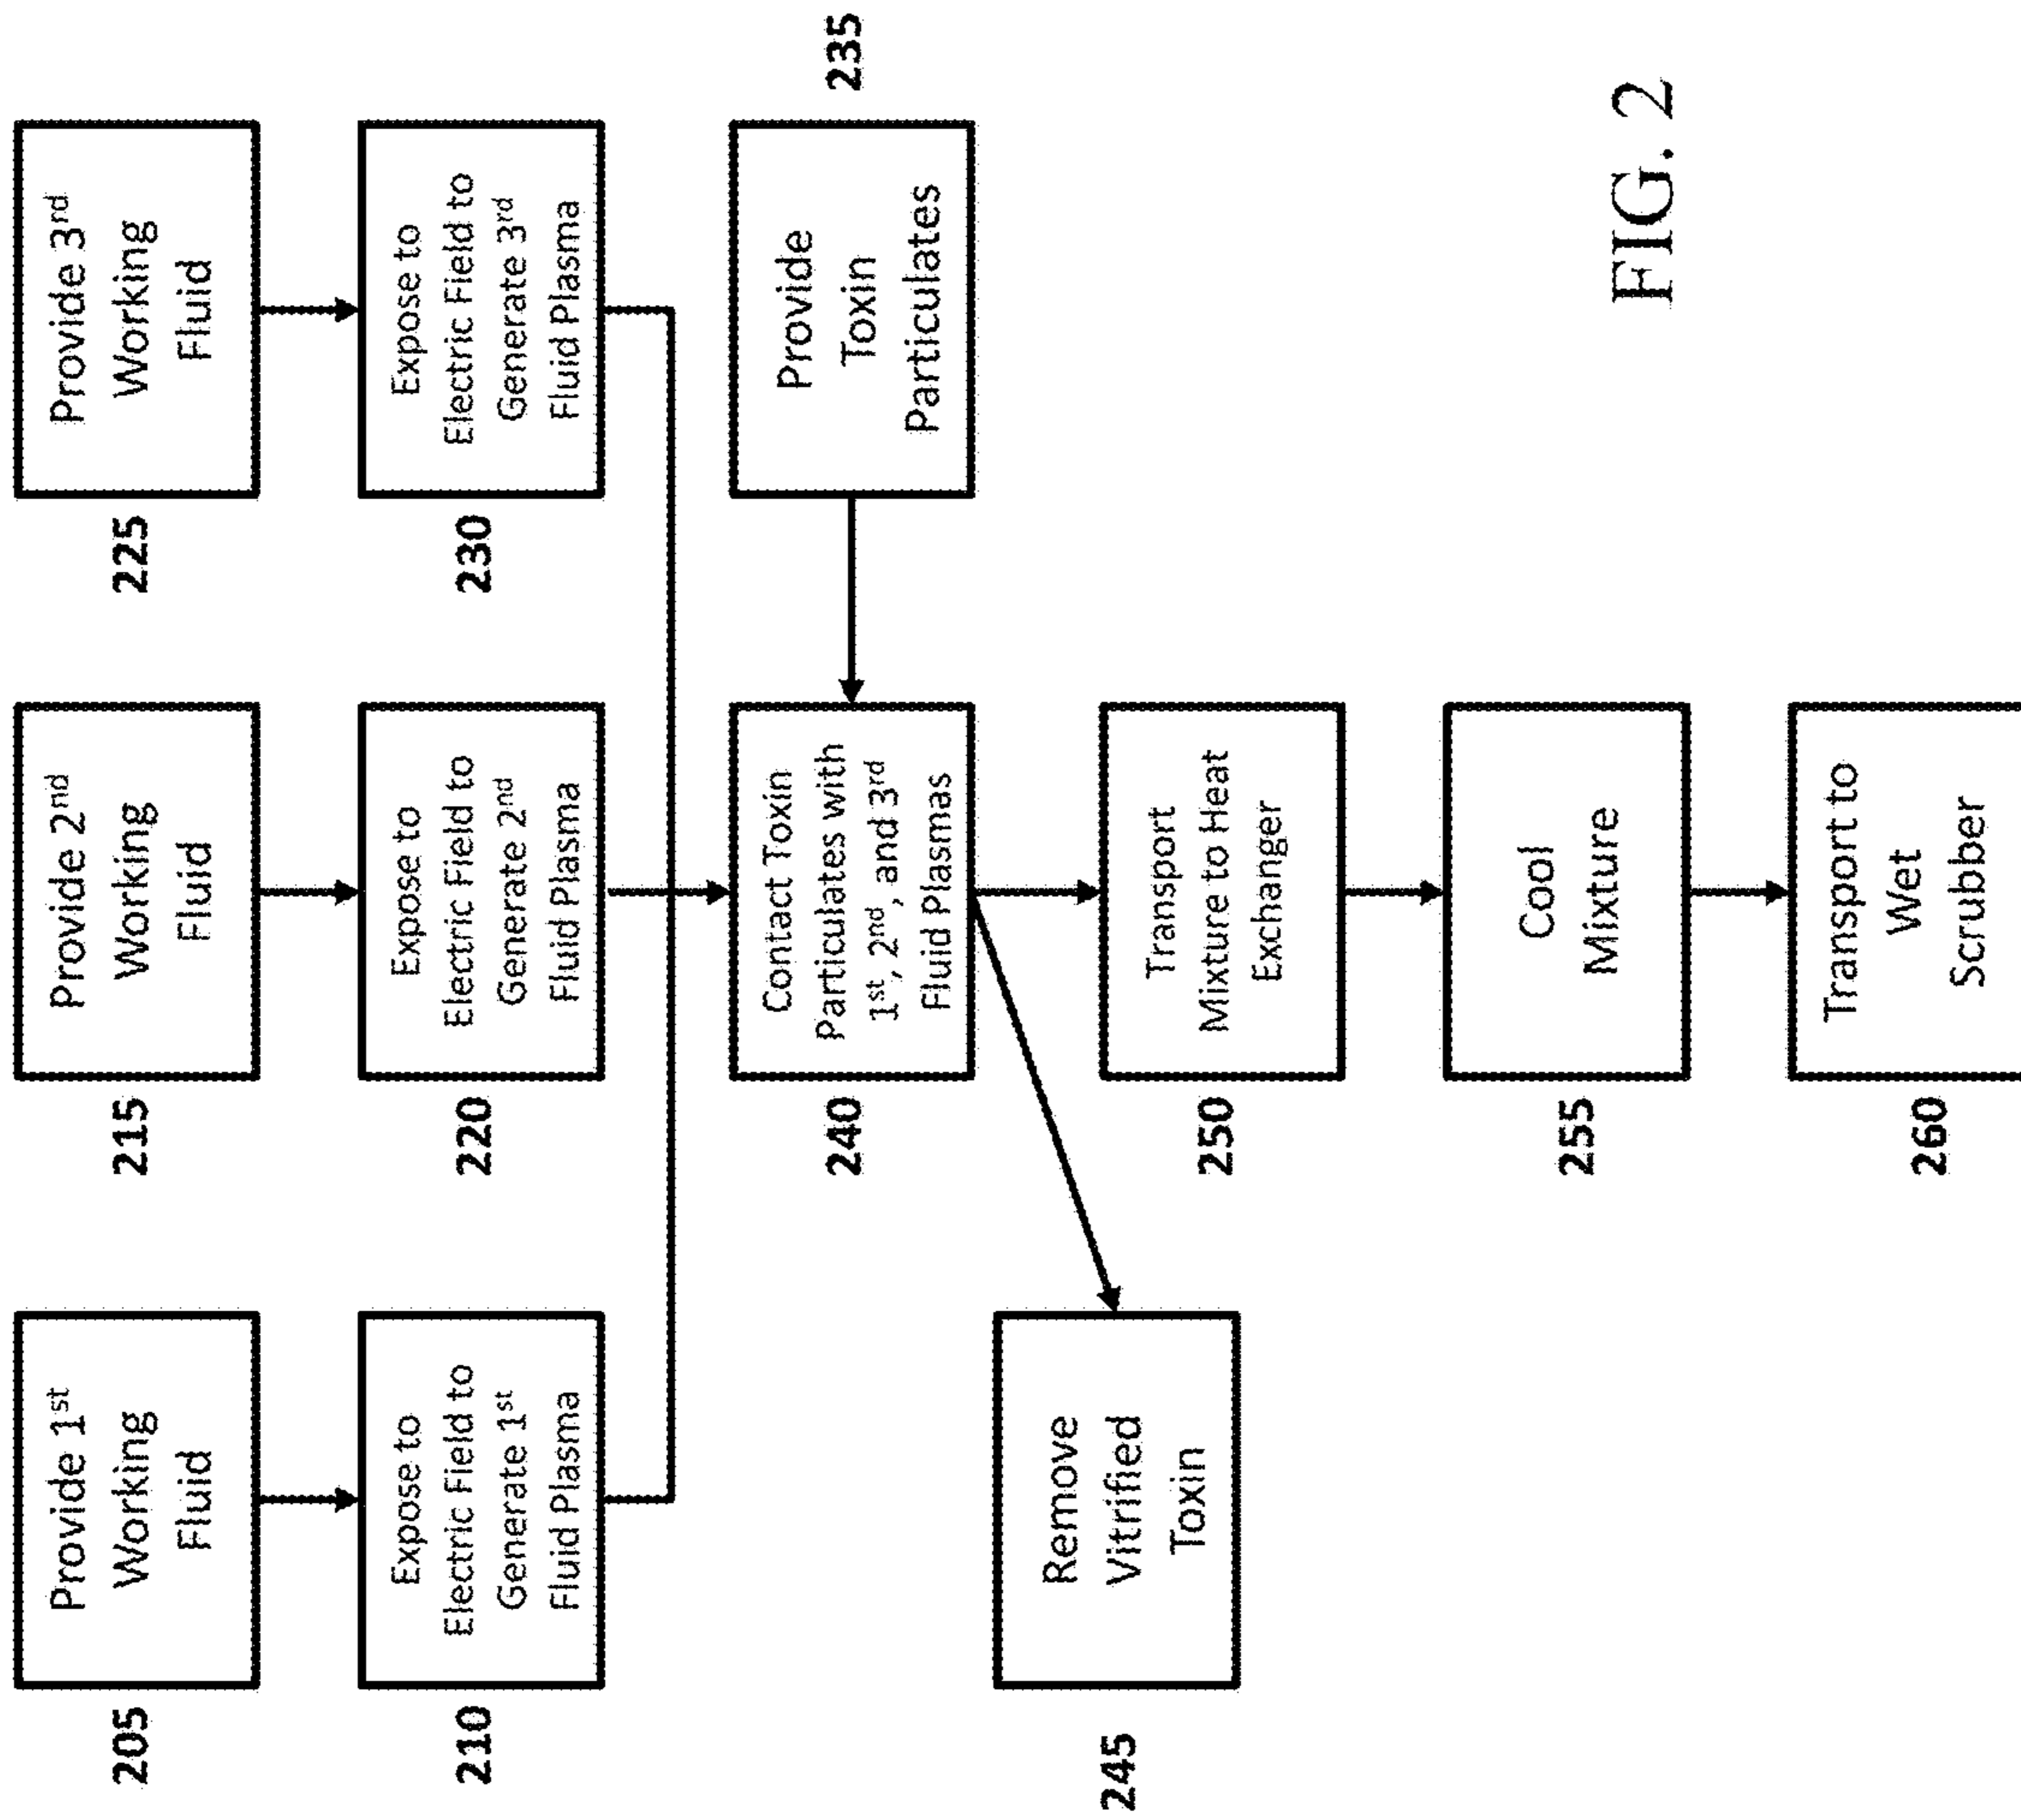 205
Provide 1st
Working
Fluid
215
Provide 2nd
Working
Fluid
225
Provide 3rd
Working
Fluid
210
Expose to
Electric Field to
Generate 1st
Fluid Plasma
220
Expose to
Electric Field to
Generate 2nd
Fluid Plasma
230
Expose to
Electric Field to
Generate 3rd
Fluid Plasma
240
Contact Toxin
Particulates with
1st, 2nd, and 3rd
Fluid Plasmas
Provide
Toxin
Particulates
235
245
Remove
Vitrified
Toxin
250
Transport
Mixture to Heat
Exchanger
255
Cool
Mixture
260
Transport to
Wet
Scrubber
FIG. 2